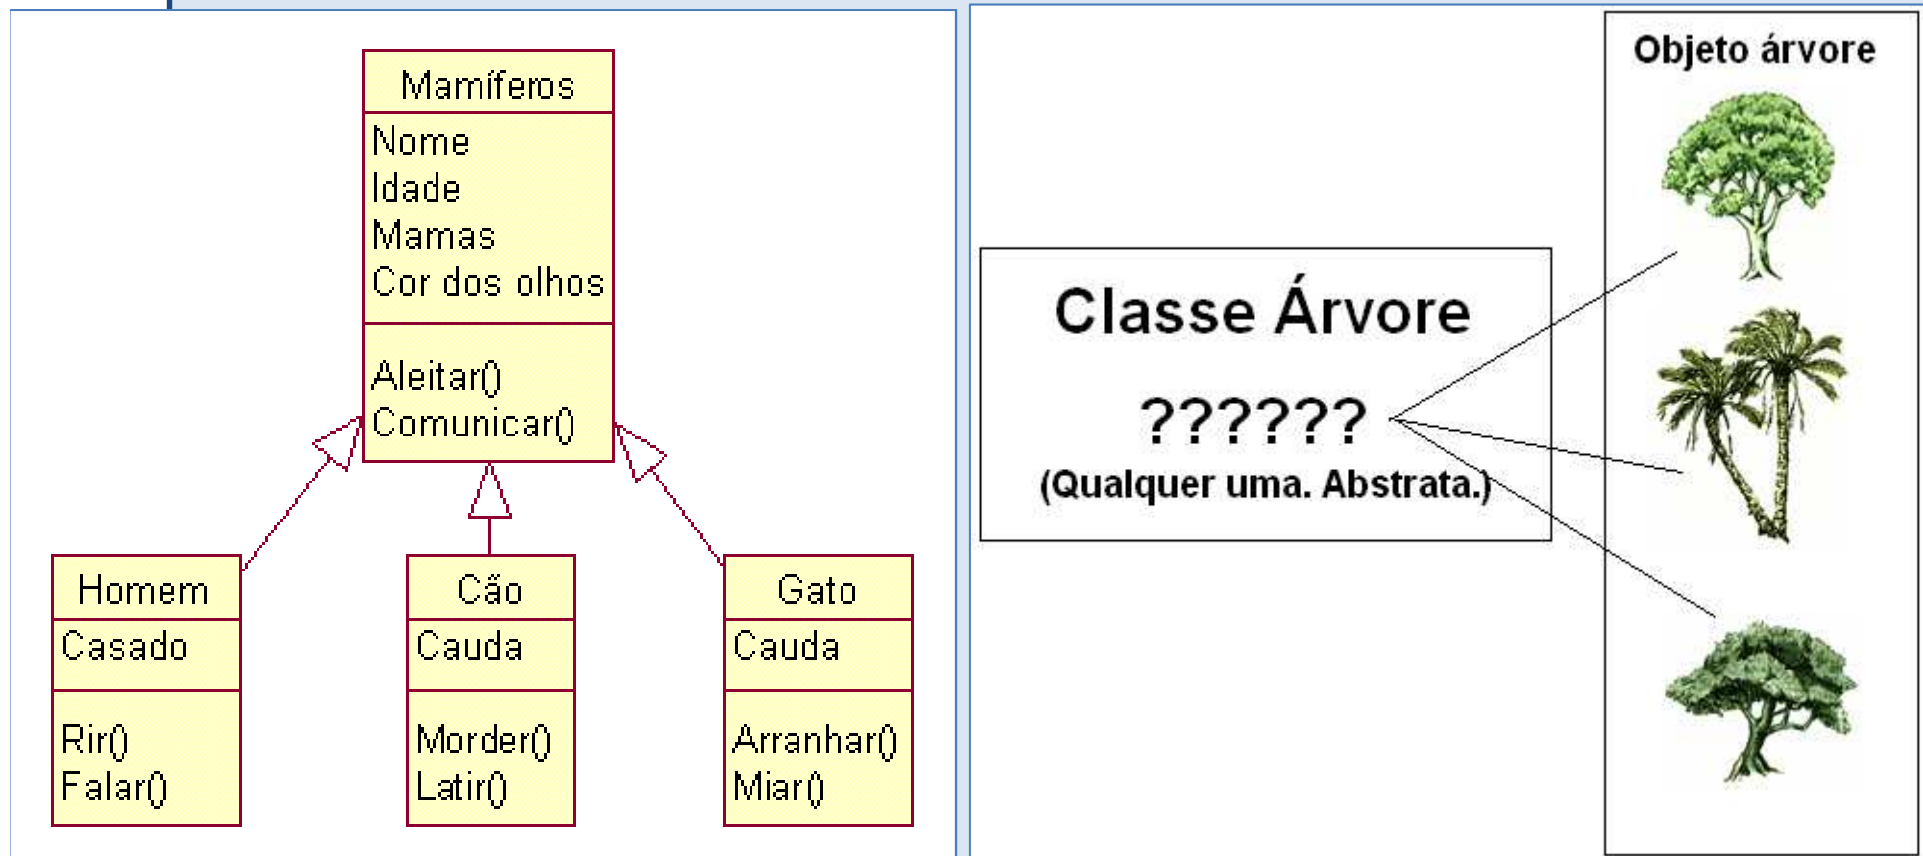 Mamíferos
Nome
Idade
Mamas
Cor dos olhos
Aleitar()
Comunicar()
Homem
Casado
Rir()
Falar()
Cão
Cauda
Morder()
Latir()
Gato
Cauda
Arranhar()
Miar()
Classe Árvore
??????
(Qualquer uma. Abstrata.)
Objeto árvore